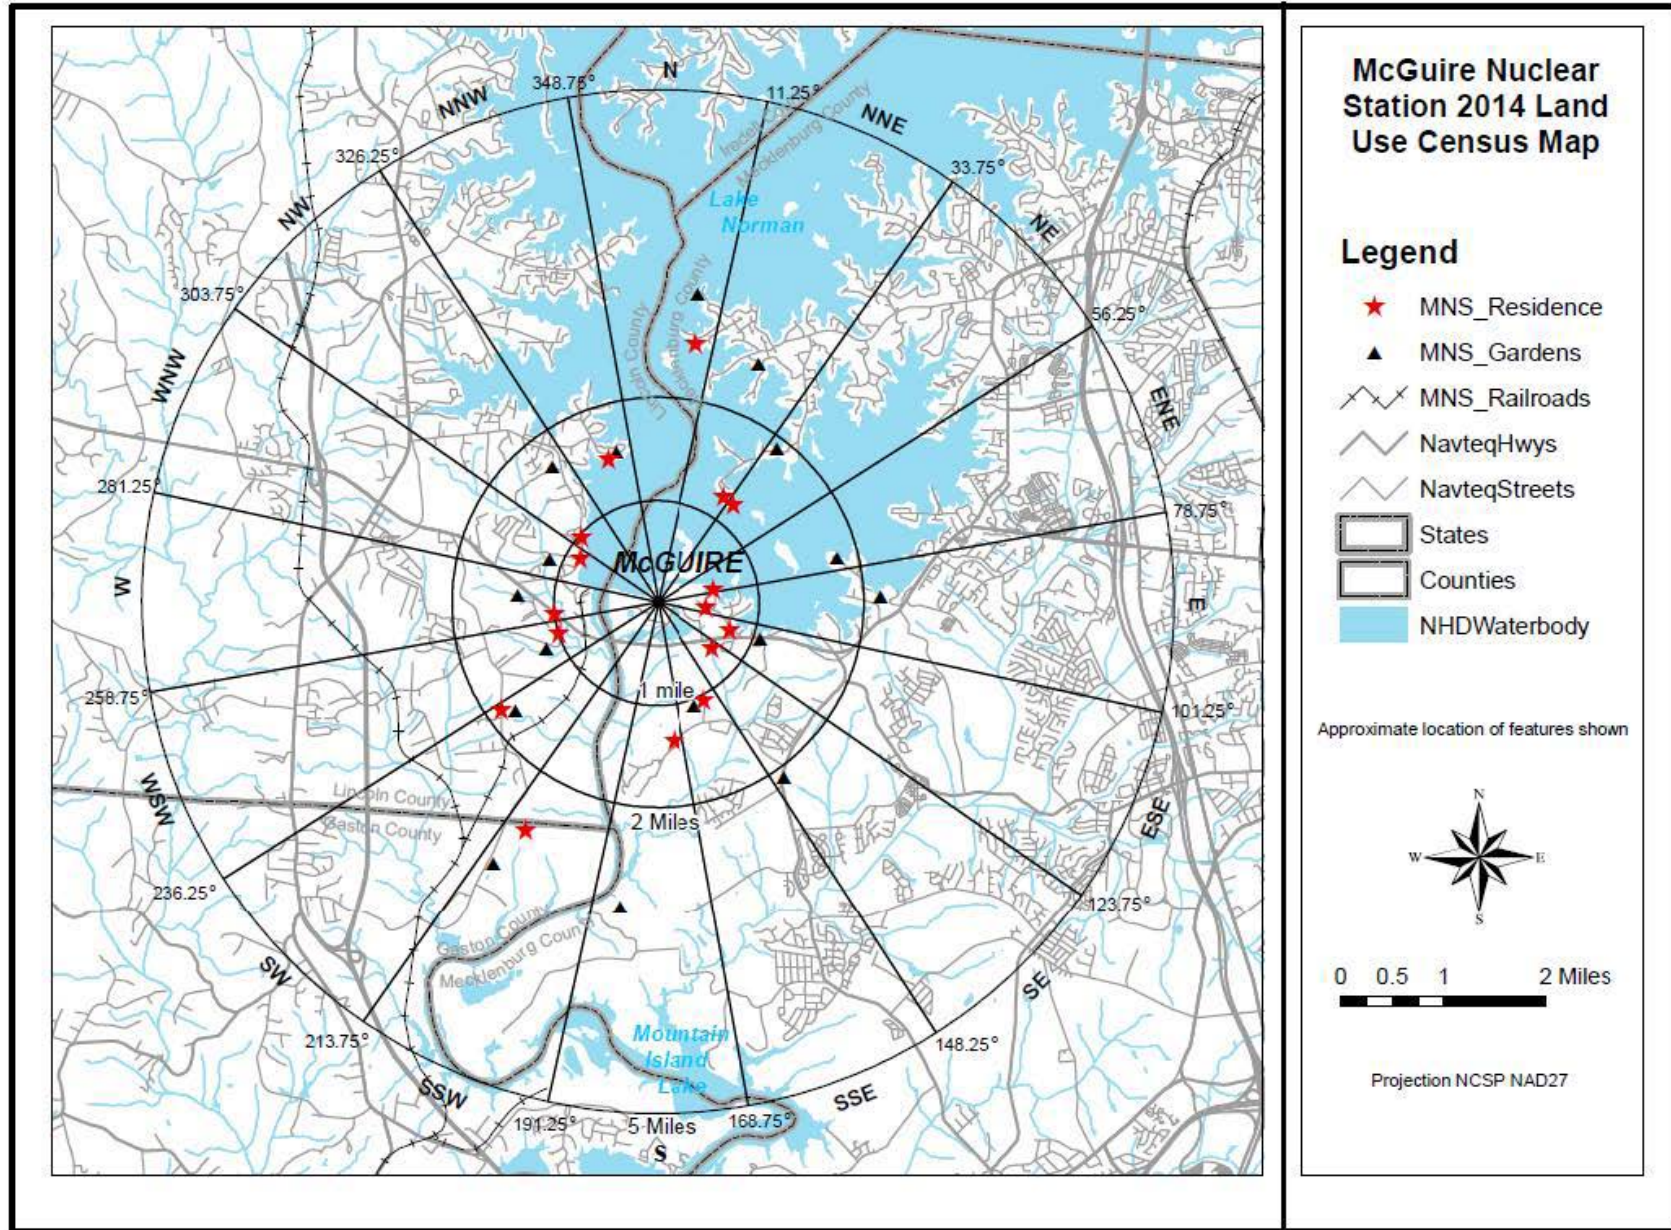 N
348.75°
11.25°
NNW
NNE
Iredell County
Mecklenburg County
326.25°
33.75°
NW
NE
Lake
Norman
Lincoln County
Mecklenburg County
303.75°
56.25°
WNW
ENE
281.25°
78.75°
McGUIRE
W
E
1 mile
258.75°
101.25°
WSW
ESE
Lincoln County
Gaston County
2 Miles
236.25°
123.75°
Gaston County
Mecklenburg County
SW
SE
Mountain
Island
Lake
213.75°
148.25°
SSW
SSE
191.25°
5 Miles
168.75°
S
McGuire Nuclear
Station 2014 Land
Use Census Map
Legend
MNS_Residence
MNS_Gardens
MNS_Railroads
NavteqHwys
NavteqStreets
States
Counties
NHDWaterbody
Approximate location of features shown
N
W E
S
0 0.5 1 2 Miles
Projection NCSP NAD27